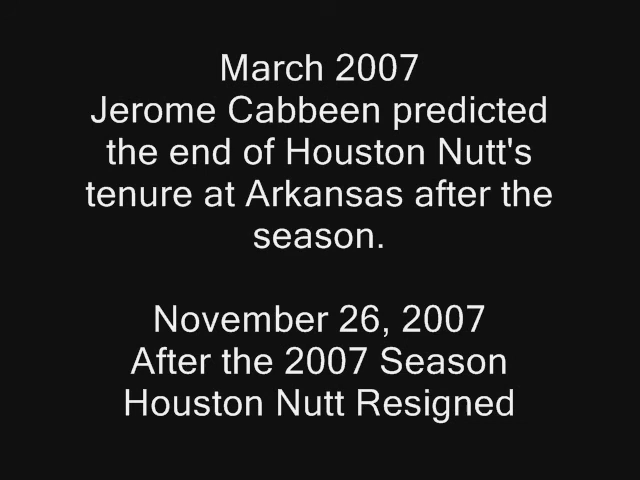 March 2007
Jerome Cabbeen predicted
the end of Houston Nutt's
tenure at Arkansas after the
season.
November 26, 2007
After the 2007 Season
Houston Nutt Resigned